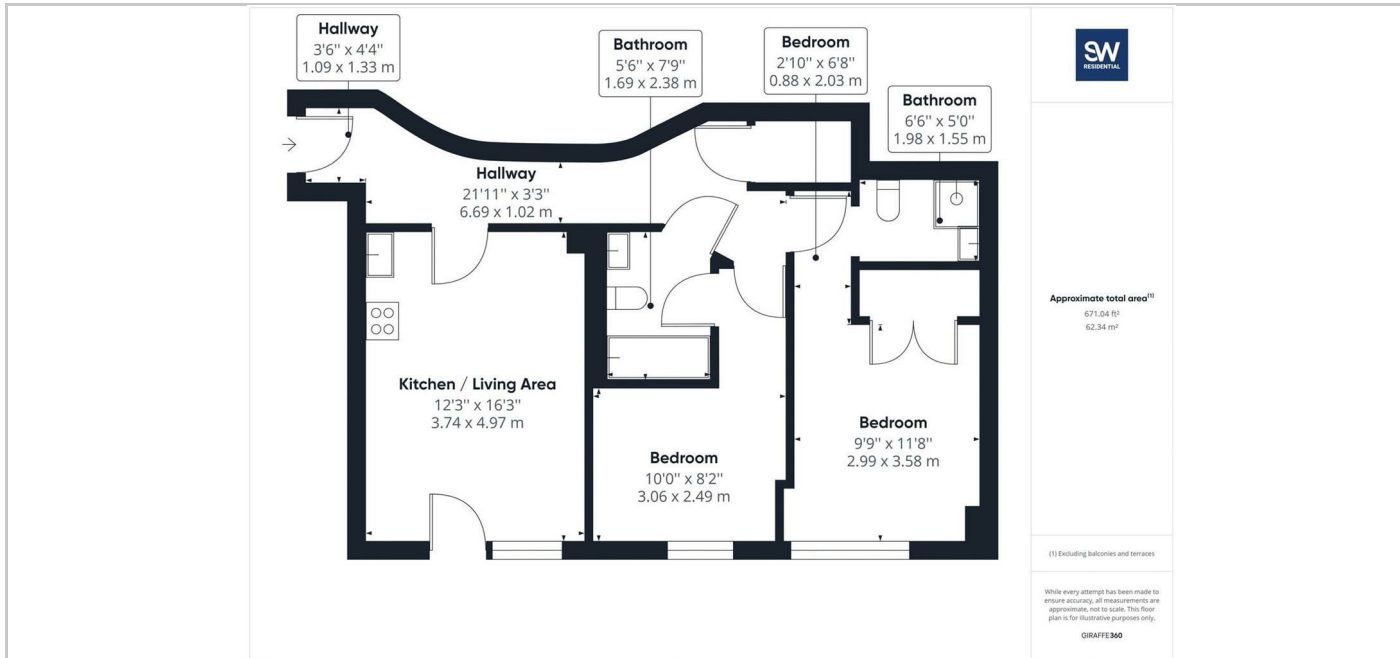 Hallway
3'6" x 4'4"
1.09 x 1.33 m
Bathroom
5'6" x 7'9"
1.69 x 2.38 m
Bedroom
2'10" x 6'8"
0.88 x 2.03 m
Bathroom
6'6" x 5'0"
1.98 x 1.55 m
Hallway
21'11" x 3'3"
6.69 x 1.02 m
Kitchen / Living Area
12'3" x 16'3"
3.74 x 4.97 m
Bedroom
10'0" x 8'2"
3.06 x 2.49 m
Bedroom
9'9" x 11'8"
2.99 x 3.58 m
SW
RESIDENTIAL
Approximate total area(1)
671.04 ft²
62.34 m²
(1) Excluding balconies and terraces
While every attempt has been made to
ensure accuracy, all measurements are
approximate, not to scale. This floor
plan is for illustrative purposes only.
GIRAFFE360